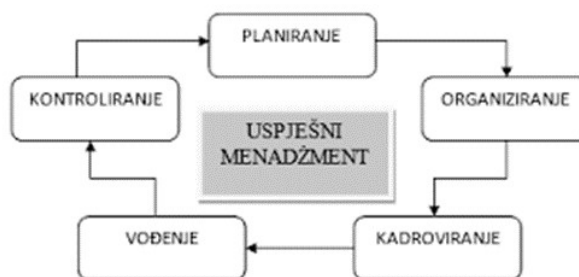 PLANIRANJE
KONTROLIRANJE
ORGANIZIRANJE
USPJEŠNI
MENADŽMENT
VOĐENJE
KADROVIRANJE